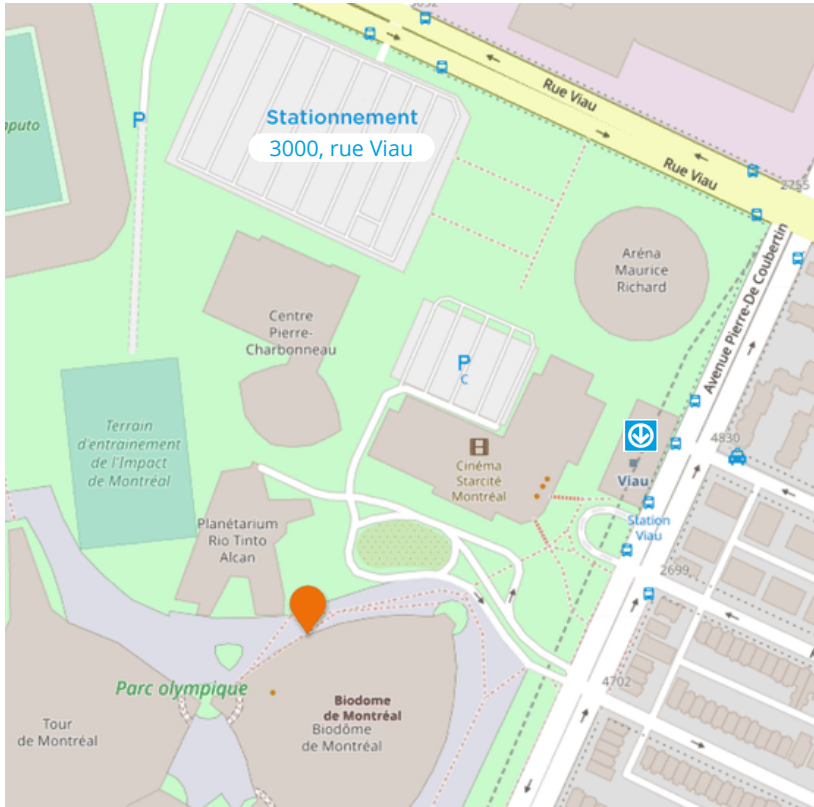 Rue Viau
Stationnement
3000, rue Viau
P
Rue Viau
2255
Aréna
Maurice
Richard
Avenue Pierre-De Coubertin
Centre
Pierre-
Charbonneau
P
C
Terrain
d'entrainement
de l'Impact
de Montréal
Cinéma
Starcité
Montréal
4830
Viau
Station
Viau
Planétarium
Rio Tinto
Alcan
2699
Parc olympique
4702
Biodome
de Montréal
Biodôme
de Montréal
Tour
de Montréal